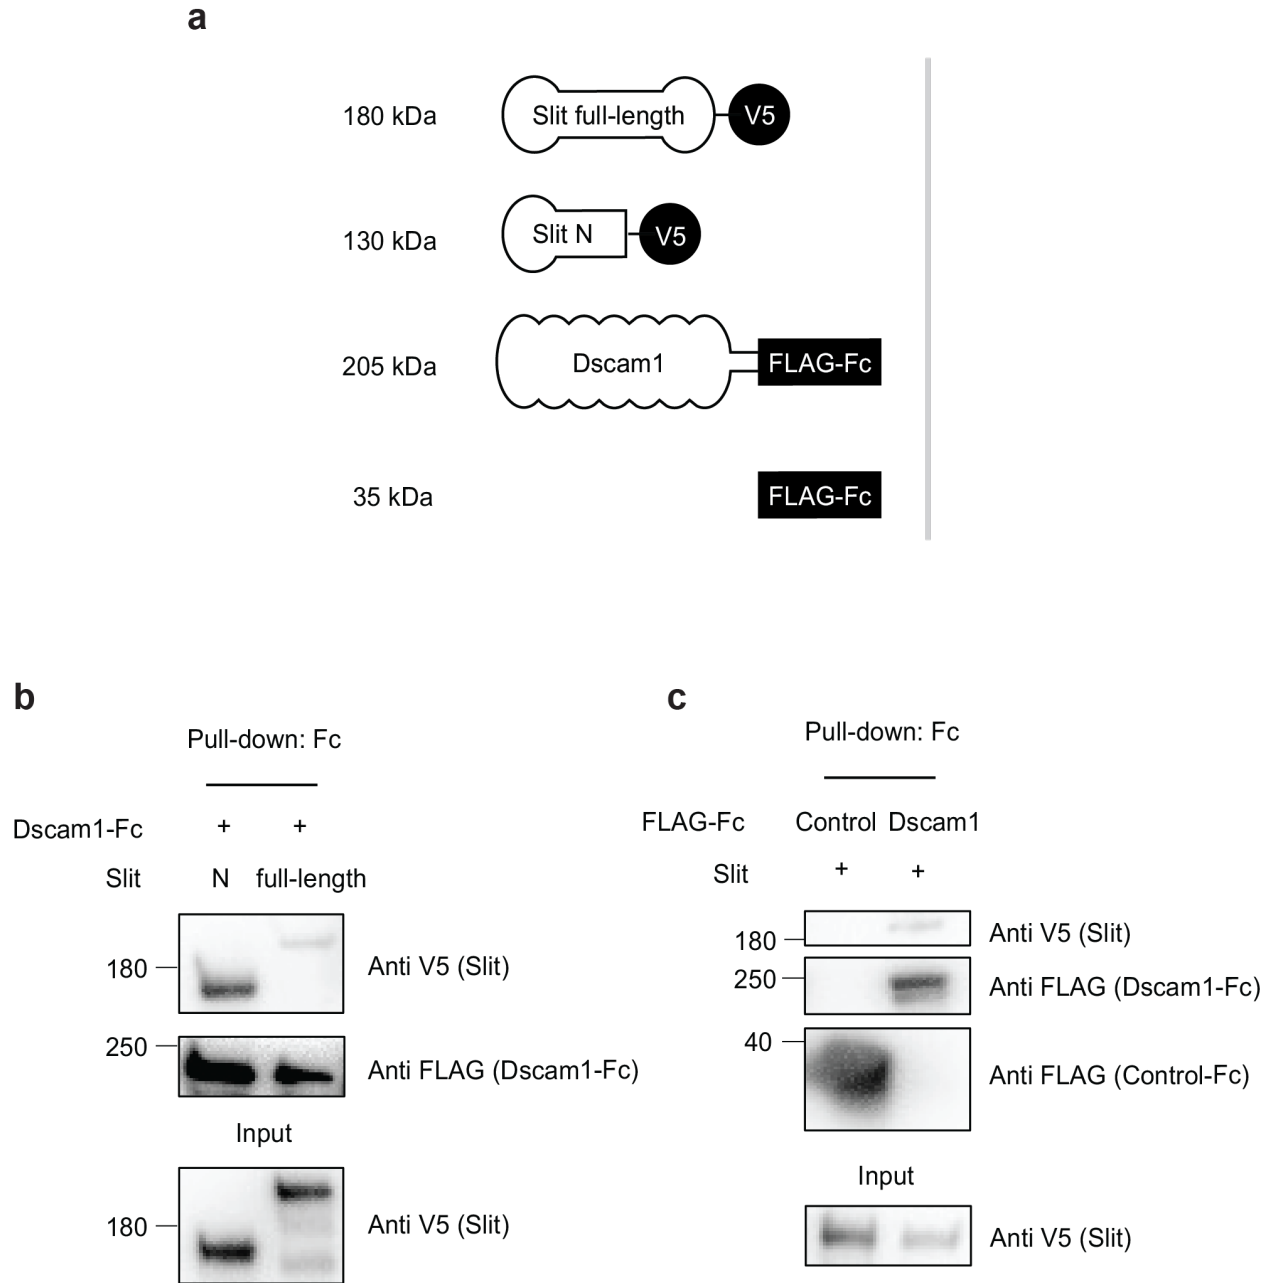 a
180 kDa Slit full-length V5
130 kDa Slit N V5
205 kDa Dscam1 FLAG-Fc
35 kDa FLAG-Fc
b
Pull-down: Fc
Dscam1-Fc + +
Slit N full-length
180 Anti V5 (Slit)
250 Anti FLAG (Dscam1-Fc)
Input
180 Anti V5 (Slit)
c
Pull-down: Fc
FLAG-Fc Control Dscam1
Slit + +
180 Anti V5 (Slit)
250 Anti FLAG (Dscam1-Fc)
40 Anti FLAG (Control-Fc)
Input
Anti V5 (Slit)